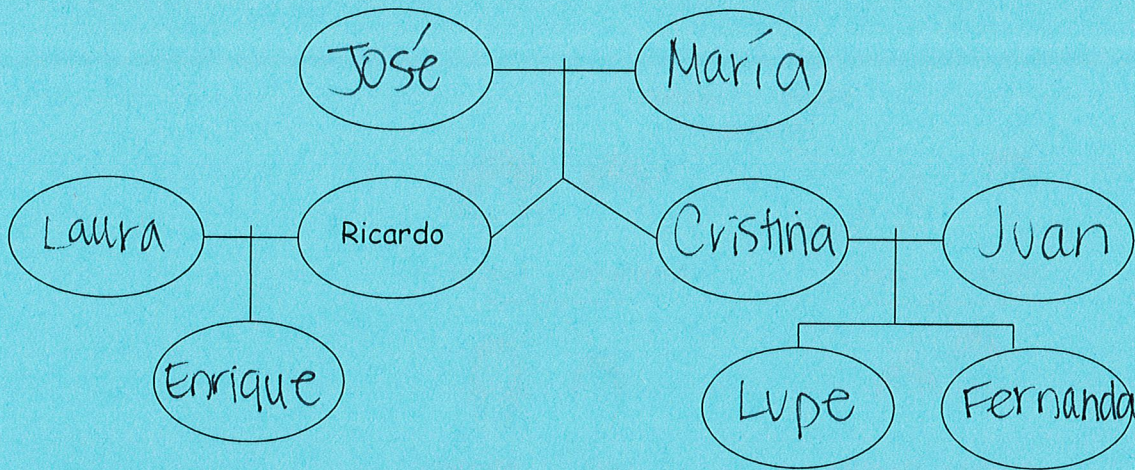 José
María
Laura
Ricardo
Cristina
Juan
Enrique
Lupe
Fernanda